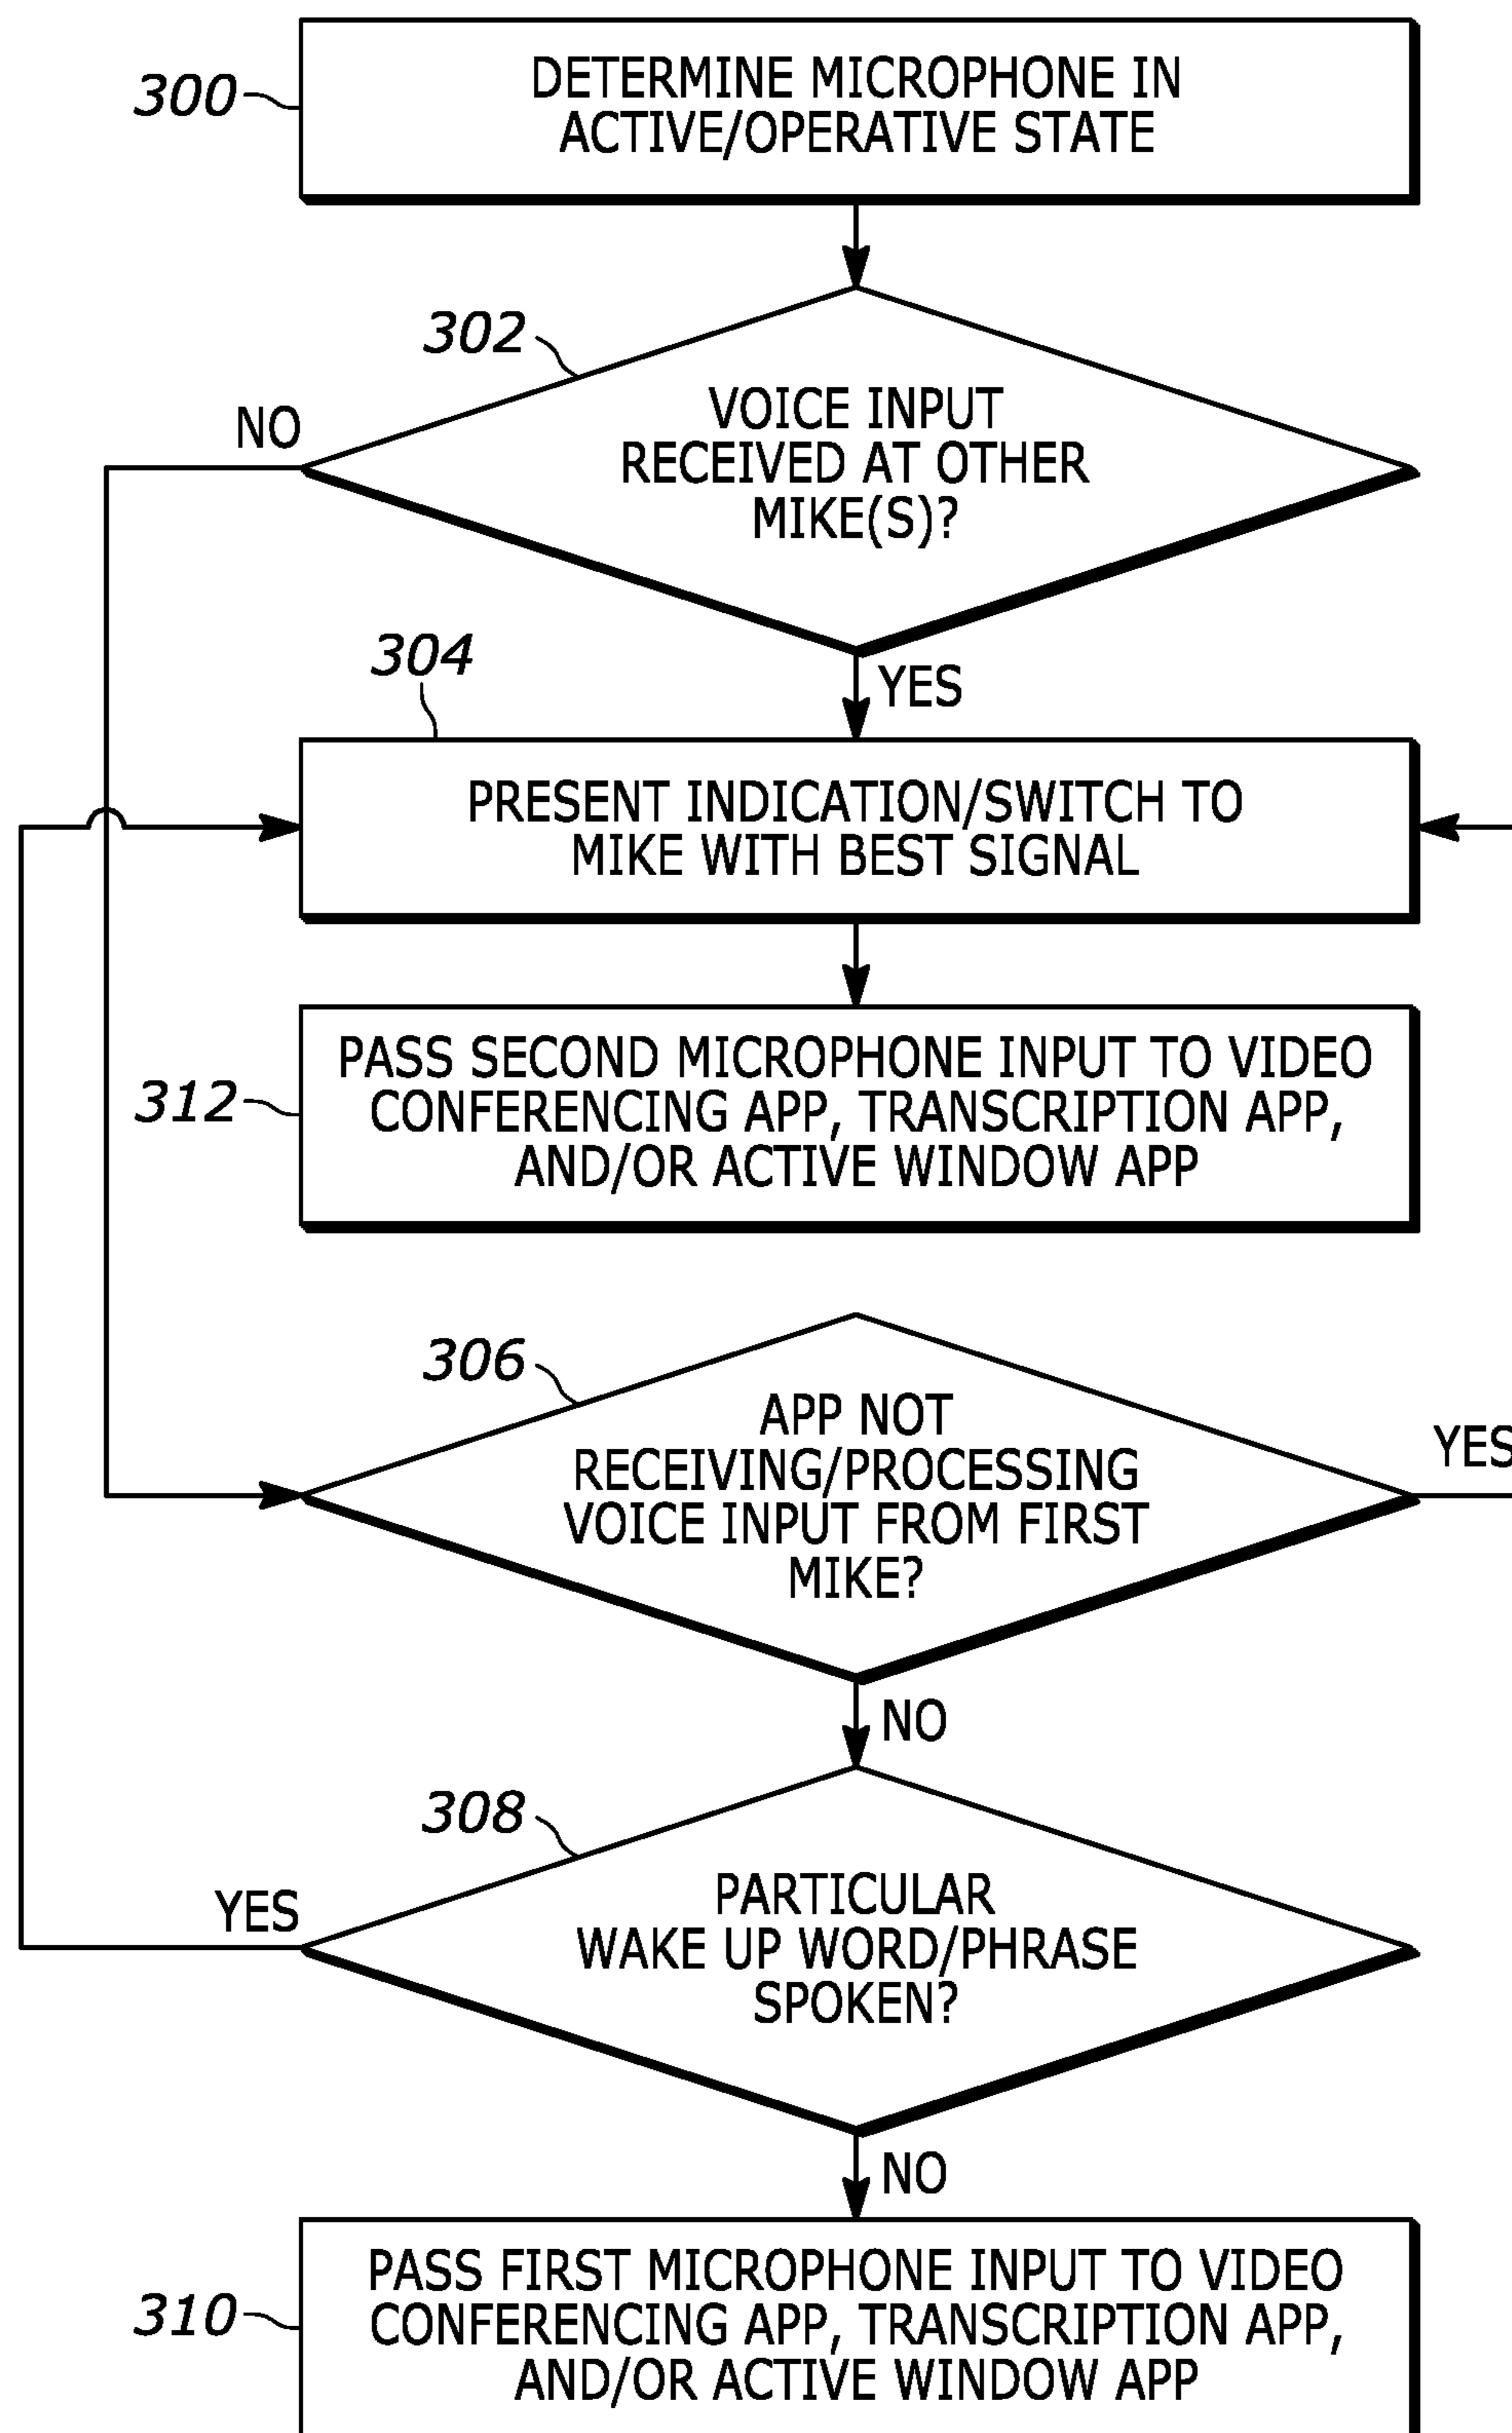 300
DETERMINE MICROPHONE IN
ACTIVE/OPERATIVE STATE
302
NO
VOICE INPUT
RECEIVED AT OTHER
MIKE(S)?
304
YES
PRESENT INDICATION/SWITCH TO
MIKE WITH BEST SIGNAL
312
PASS SECOND MICROPHONE INPUT TO VIDEO
CONFERENCING APP, TRANSCRIPTION APP,
AND/OR ACTIVE WINDOW APP
306
APP NOT
RECEIVING/PROCESSING
VOICE INPUT FROM FIRST
MIKE?
YES
NO
308
YES
PARTICULAR
WAKE UP WORD/PHRASE
SPOKEN?
NO
310
PASS FIRST MICROPHONE INPUT TO VIDEO
CONFERENCING APP, TRANSCRIPTION APP,
AND/OR ACTIVE WINDOW APP